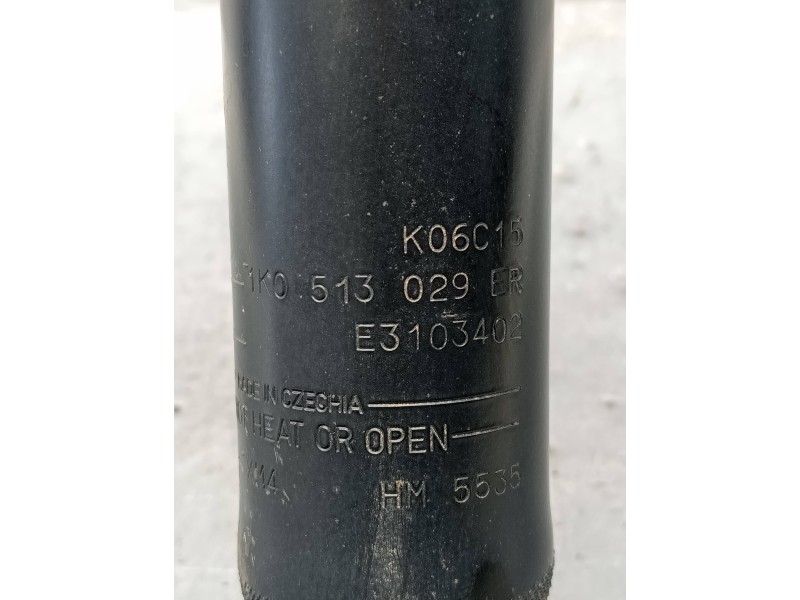 K06C15
1K0 513 029 ER
E3103402
MADE IN CZECHIA
HEAT OR OPEN
HM 5535